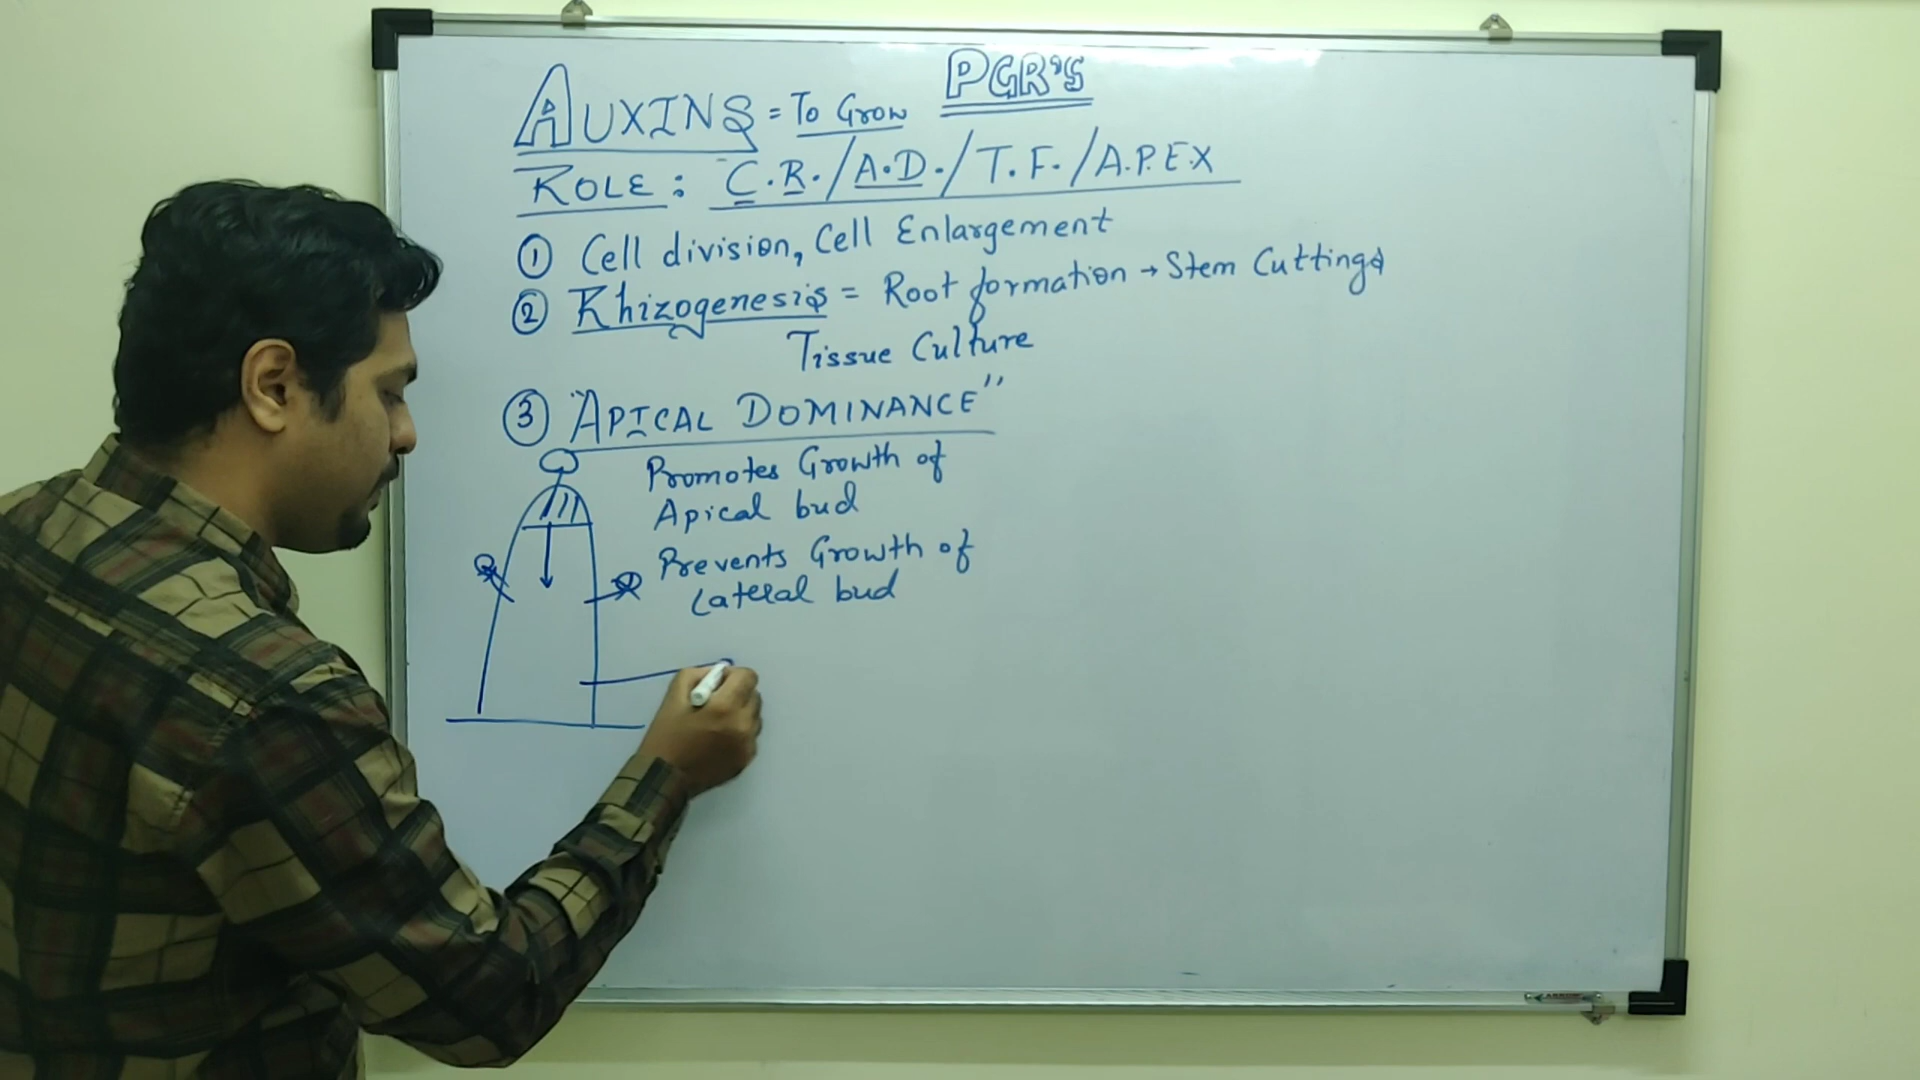 PGR'S
AUXINS = To Grow
ROLE: C.R./A.D./T.F./A.P.E.X
① Cell division, Cell Enlargement
② Rhizogenesis = Root formation → Stem Cuttings
Tissue Culture
③ "APICAL DOMINANCE"
Promotes Growth of
Apical bud
Prevents Growth of
Lateral bud